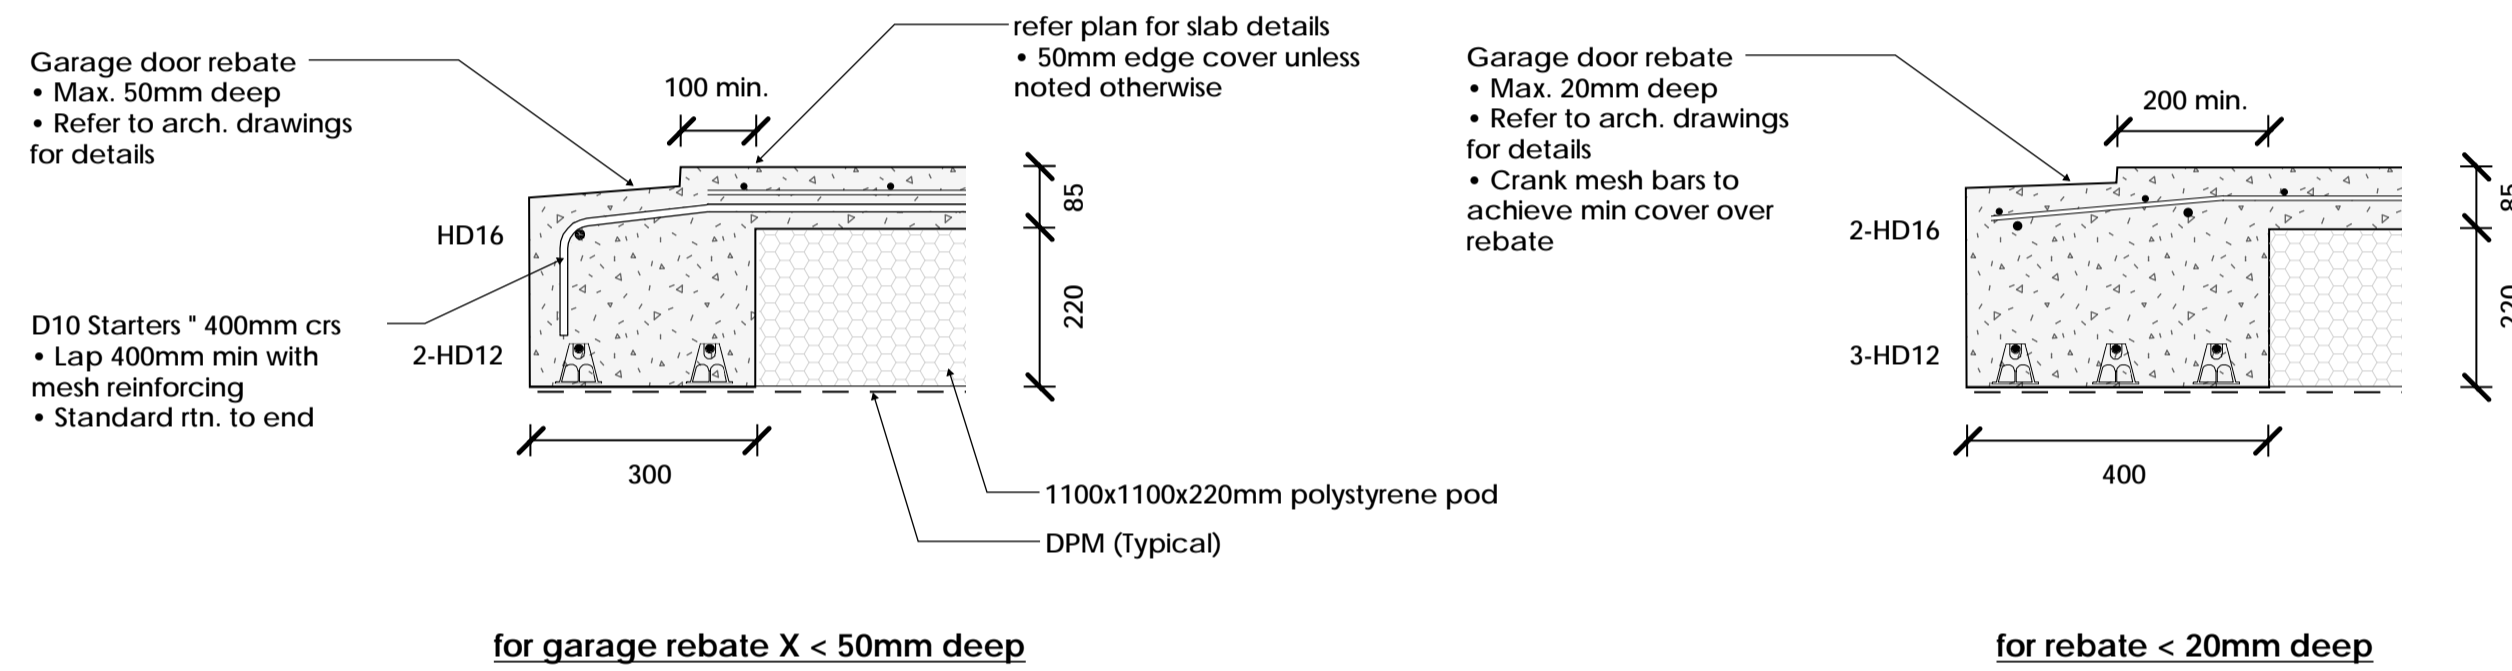 Garage door rebate
• Max. 50mm deep
• Refer to arch. drawings
for details
100 min.
refer plan for slab details
• 50mm edge cover unless
noted otherwise
85
220
HD16
D10 Starters " 400mm crs
• Lap 400mm min with
mesh reinforcing
• Standard rtn. to end
2-HD12
300
1100x1100x220mm polystyrene pod
DPM (Typical)
for garage rebate X < 50mm deep
Garage door rebate
• Max. 20mm deep
• Refer to arch. drawings
for details
• Crank mesh bars to
achieve min cover over
rebate
200 min.
2-HD16
3-HD12
400
for rebate < 20mm deep